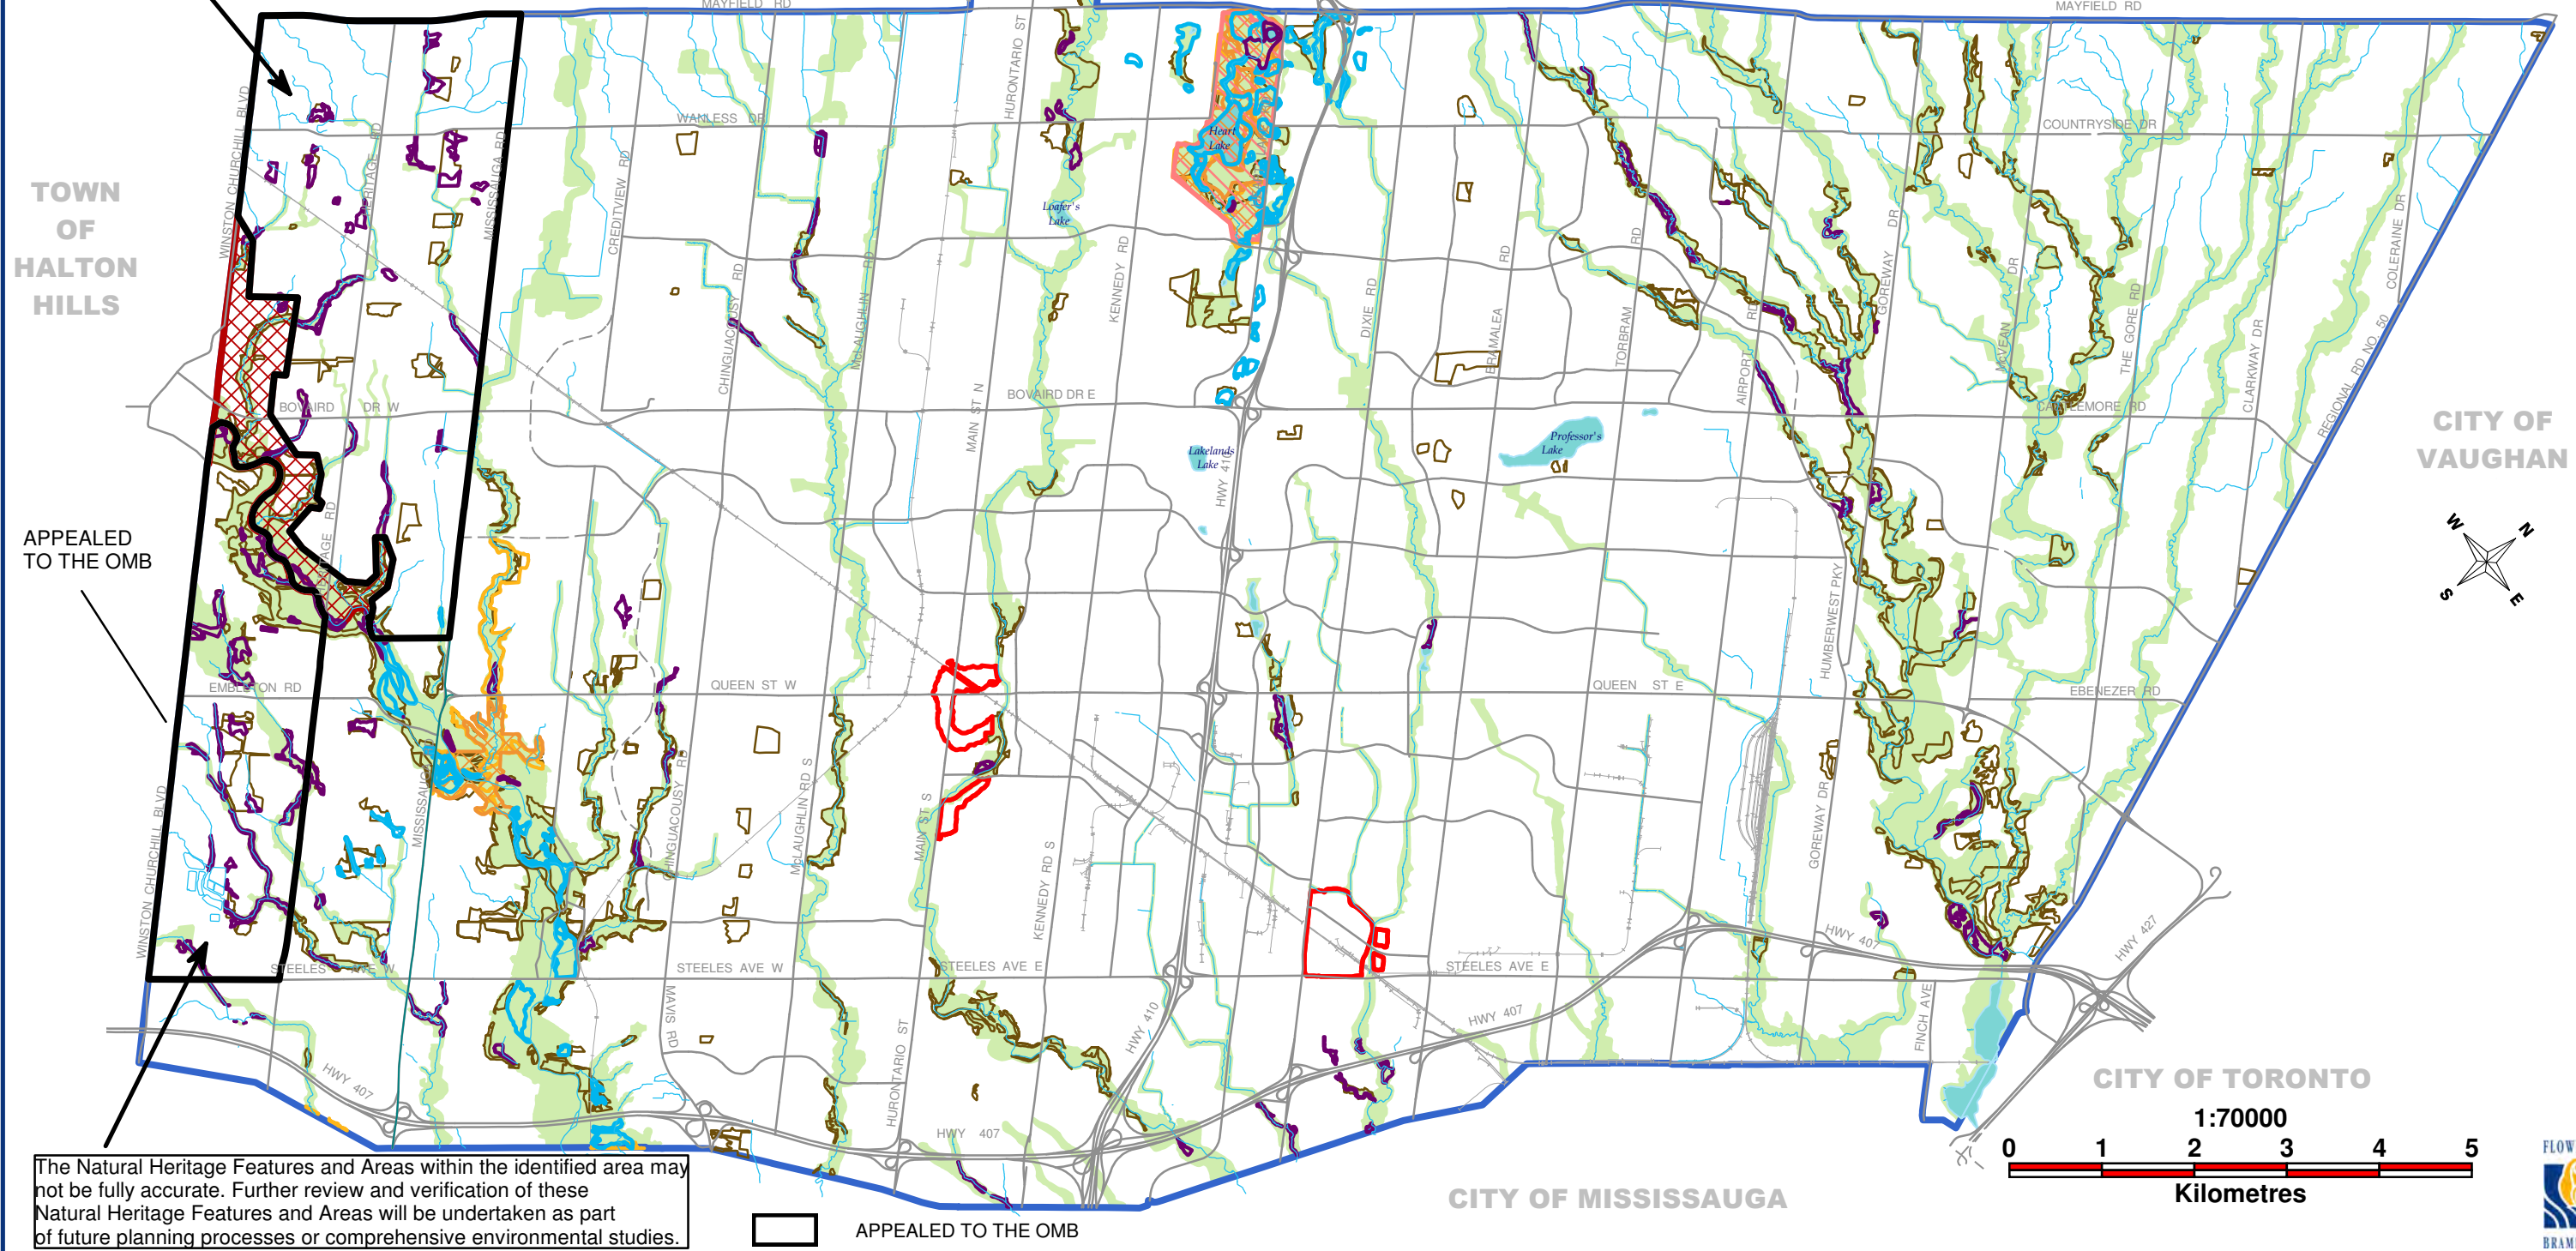 MAYFIELD RD
MAYFIELD RD
WINSTON CHURCHILL BLVD
HERITAGE RD
MISSISSAUGA RD
WANLESS DR
CREDITVIEW RD
CHINGUACOUSY RD
McLAUGHLIN RD
HURONTARIO ST
Heart
Lake
Loafer's
Lake
KENNEDY RD
DIXIE RD
BRAMALEA RD
TORBRAM RD
AIRPORT RD
GOREWAY DR
COUNTRYSIDE DR
McVEAN DR
THE GORE RD
CLARKWAY DR
COLERAINE DR
REGIONAL RD NO. 50
TOWN
OF
HALTON
HILLS
BOVAIRD DR W
MAIN ST N
BOVAIRD DR E
Lakelands
Lake
HWY 410
Professor's
Lake
CASTLEMORE RD
CITY OF
VAUGHAN
W
N
S
E
APPEALED
TO THE OMB
HERITAGE RD
HUMBERWEST PKY
EMBLETON RD
QUEEN ST W
QUEEN ST E
EBENEZER RD
WINSTON CHURCHILL BLVD
MISSISSAUGA
CHINGUACOUSY RD
McLAUGHLIN RD S
MAIN ST S
KENNEDY RD S
GOREWAY DR
STEELES AVE W
STEELES AVE W
STEELES AVE E
STEELES AVE E
HWY 407
HWY 427
MAVIS RD
HURONTARIO ST
HWY 410
HWY 407
FINCH AVE
HWY 407
HWY 407
CITY OF TORONTO
1:70000
0 1 2 3 4 5
Kilometres
CITY OF MISSISSAUGA
The Natural Heritage Features and Areas within the identified area may
not be fully accurate. Further review and verification of these
Natural Heritage Features and Areas will be undertaken as part
of future planning processes or comprehensive environmental studies.
APPEALED TO THE OMB
FLOW
BRAM